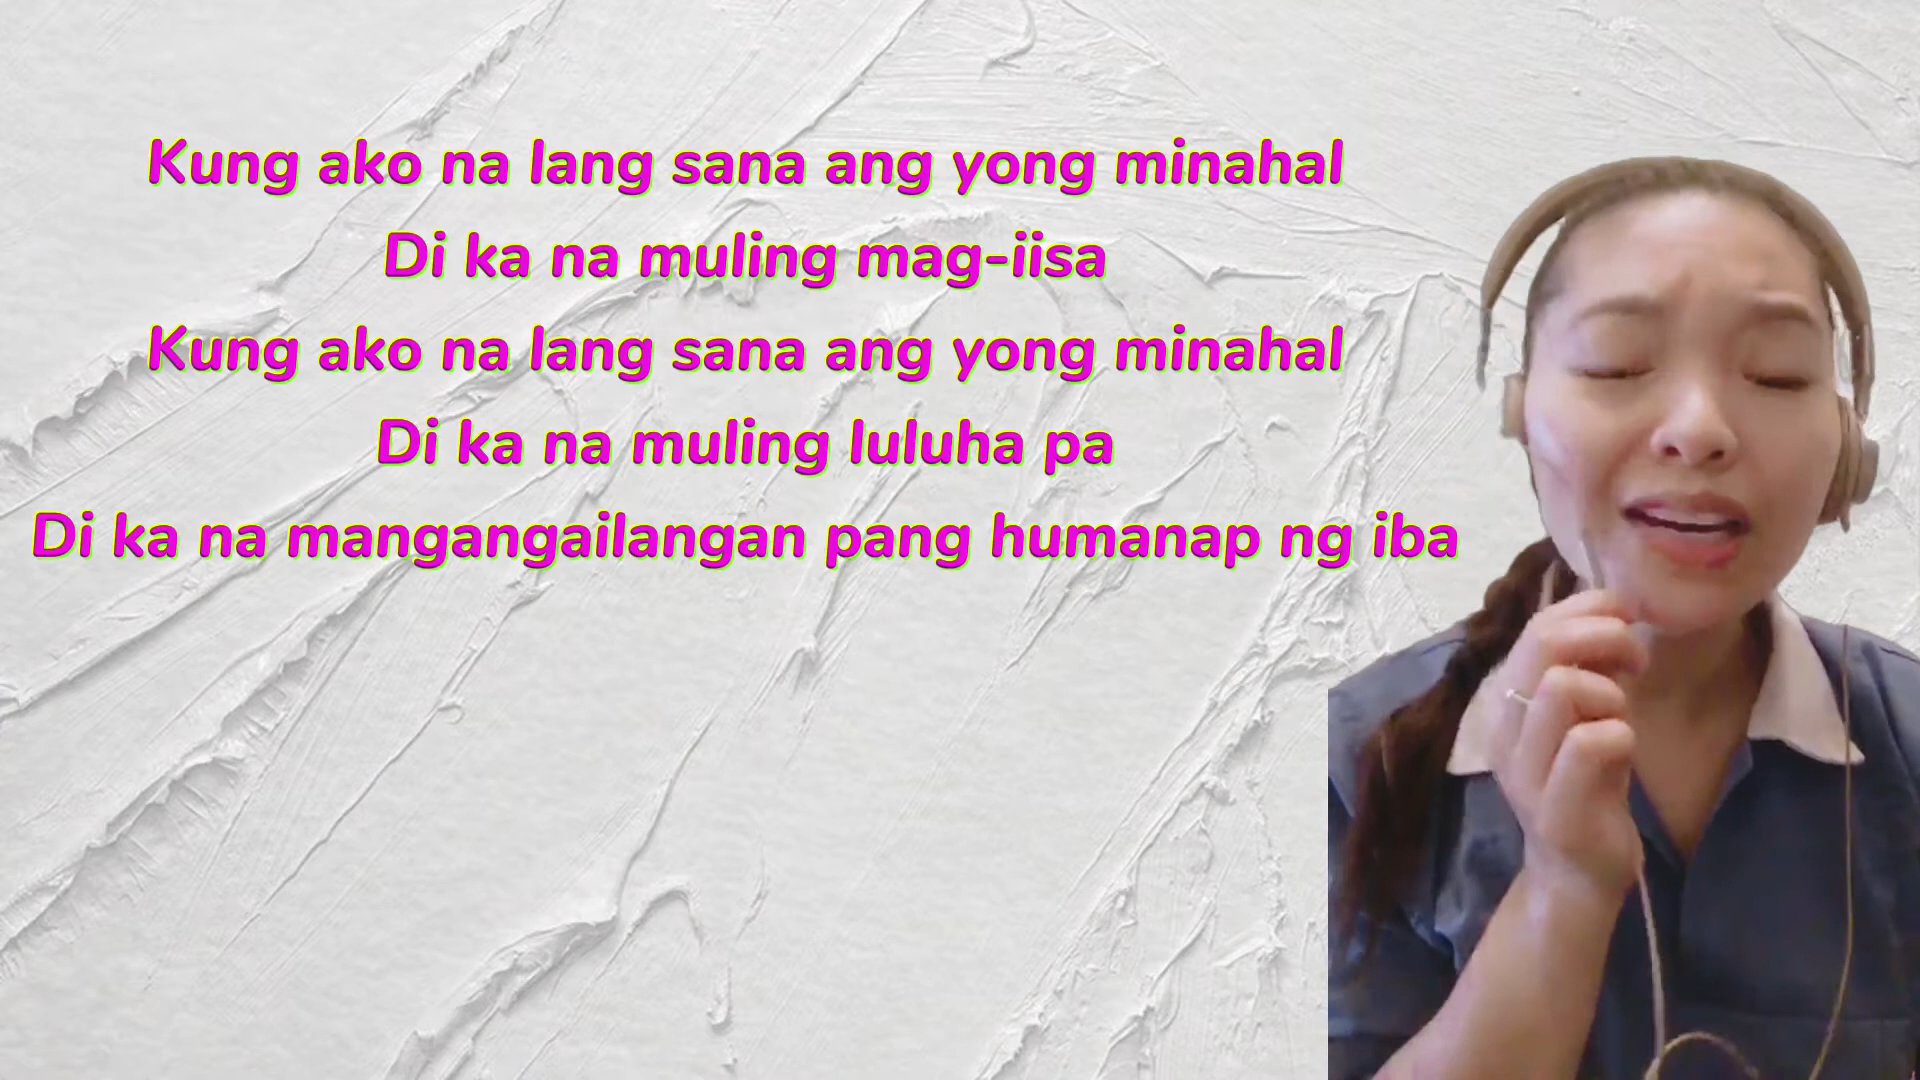 Kung ako na lang sana ang yong minahal
Di ka na muling mag-iisa
Kung ako na lang sana ang yong minahal
Di ka na muling luluha pa
Di ka na mangangailangan pang humanap ng iba